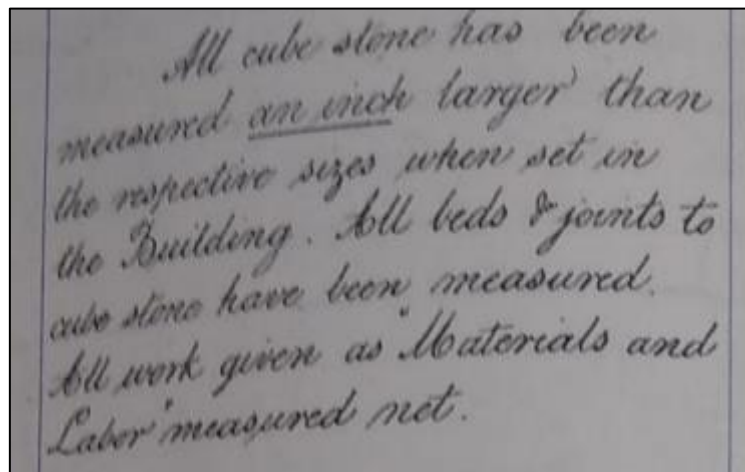 All cube stone has been
measured an inch larger than
the respective sizes when set in
the Building. All beds & joints to
cube stone have been measured.
All work given as "Materials and
Labor" measured net.